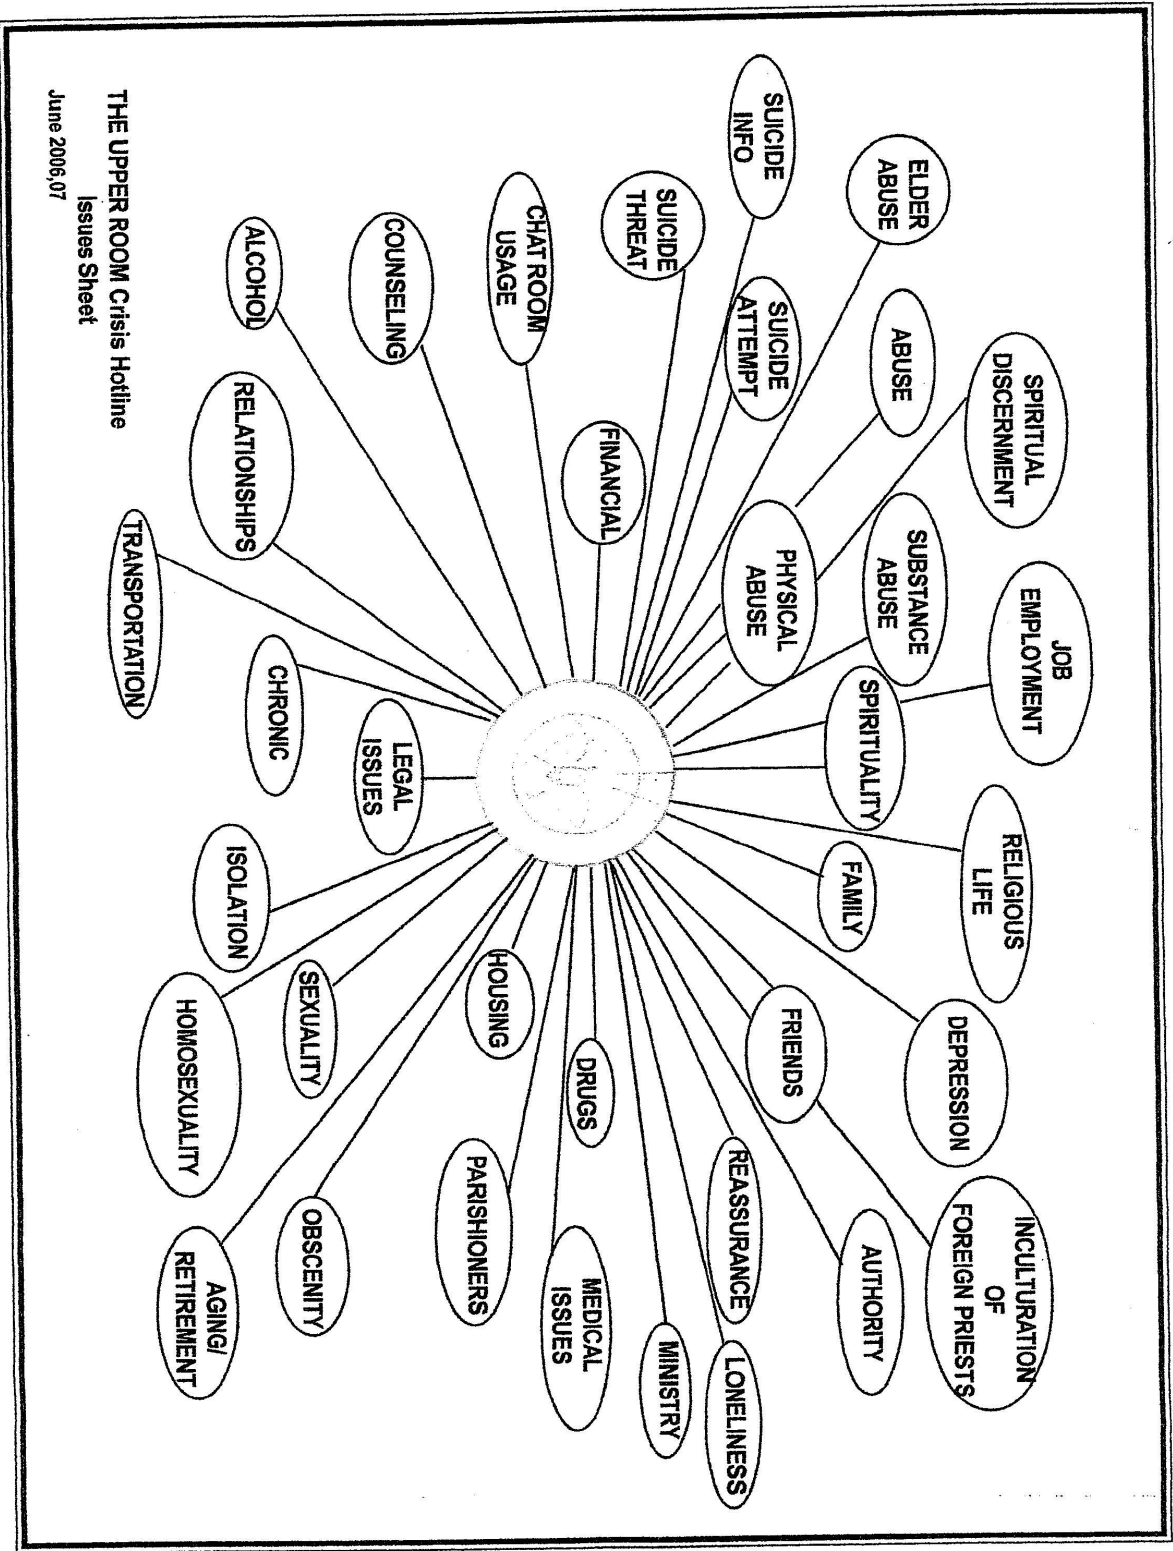 SPIRITUAL
DISCERNMENT
JOB
EMPLOYMENT
RELIGIOUS
LIFE
DEPRESSION
INCULTURATION
OF
FOREIGN PRIESTS
ELDER
ABUSE
ABUSE
SUBSTANCE
ABUSE
SPIRITUALITY
FAMILY
FRIENDS
AUTHORITY
SUICIDE
INFO
SUICIDE
ATTEMPT
PHYSICAL
ABUSE
REASSURANCE
LONELINESS
SUICIDE
THREAT
FINANCIAL
DRUGS
MINISTRY
CHAT ROOM
USAGE
HOUSING
MEDICAL
ISSUES
COUNSELING
LEGAL
ISSUES
PARISHIONERS
ALCOHOL
RELATIONSHIPS
CHRONIC
ISOLATION
SEXUALITY
OBSCENITY
TRANSPORTATION
HOMOSEXUALITY
AGING/
RETIREMENT
THE UPPER ROOM Crisis Hotline
Issues Sheet
June 2006,07